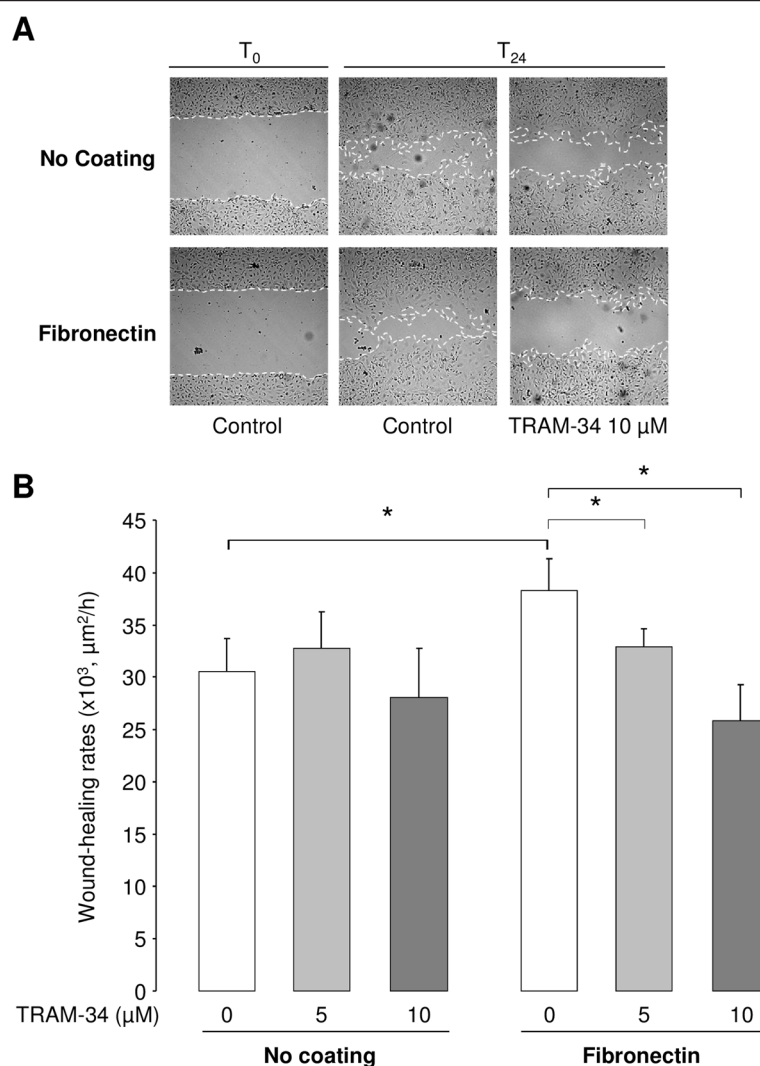 A
T0 T24
No Coating
Fibronectin
Control Control TRAM-34 10 µM
B
*
*
*
Wound-healing rates (x10³, µm²/h)
45
40
35
30
25
20
15
10
5
0
TRAM-34 (µM) 0 5 10 0 5 10
No coating Fibronectin